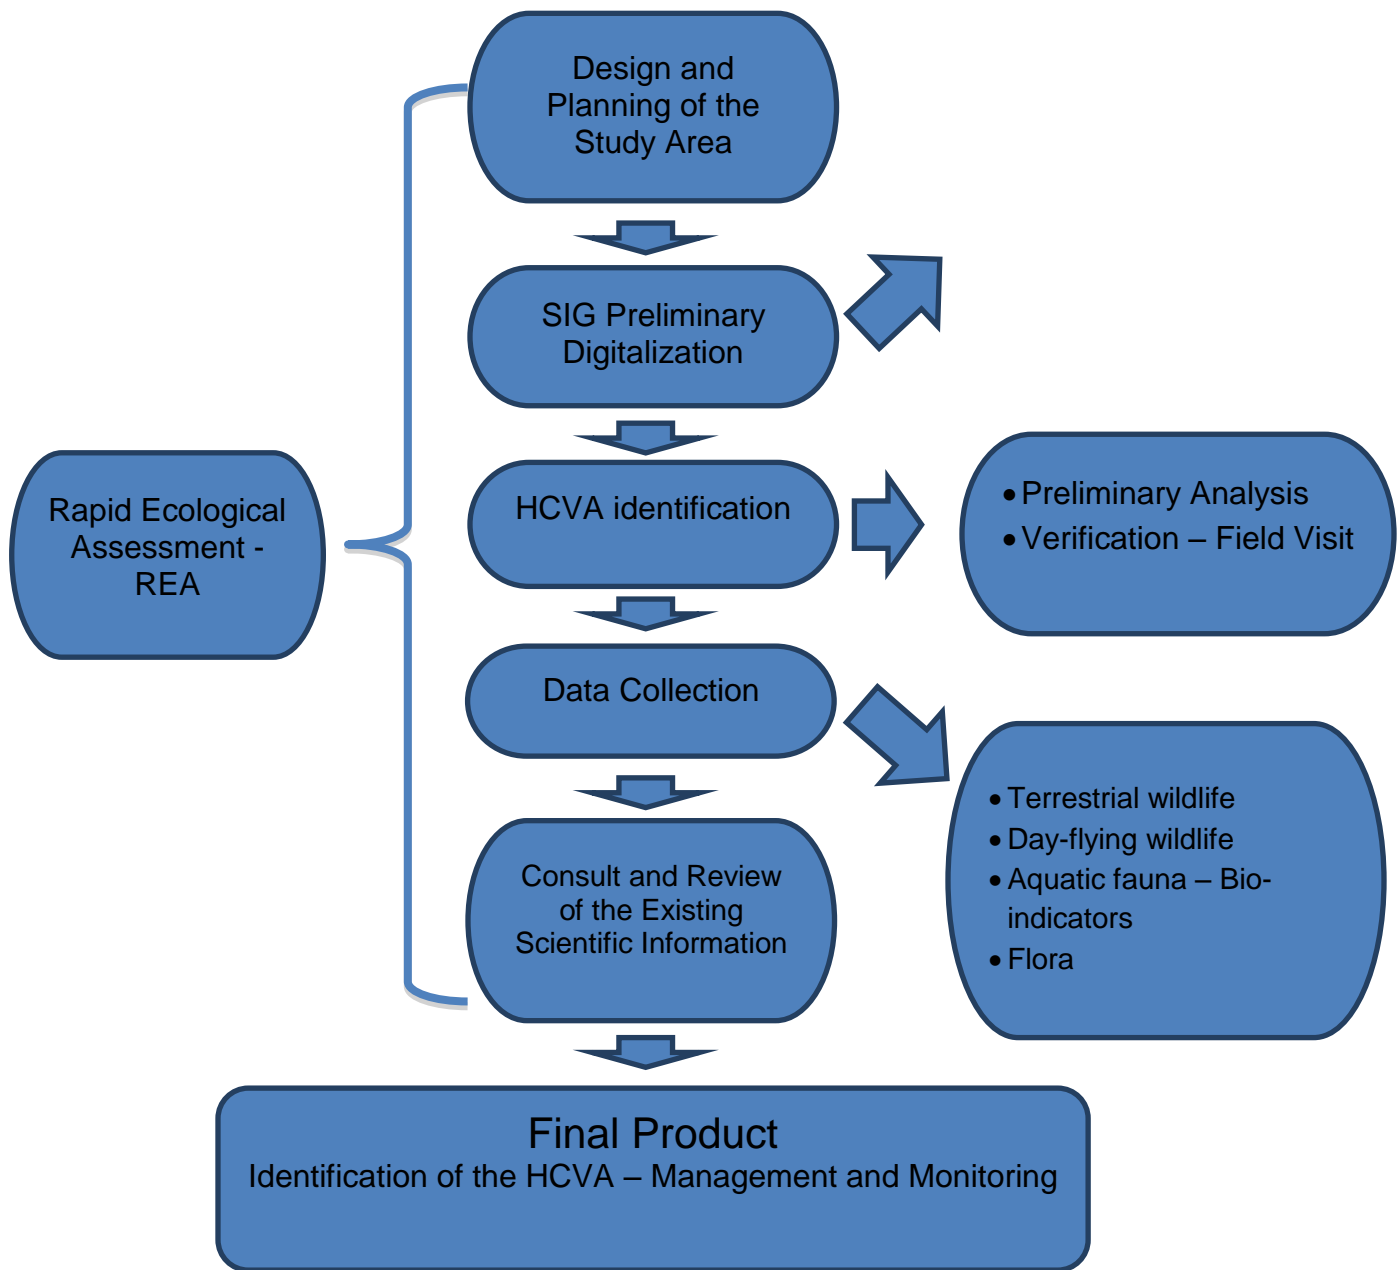 Design and
Planning of the
Study Area
SIG Preliminary
Digitalization
HCVA identification
• Preliminary Analysis
• Verification – Field Visit
Rapid Ecological
Assessment -
REA
Data Collection
• Terrestrial wildlife
• Day-flying wildlife
• Aquatic fauna – Bio-
indicators
• Flora
Consult and Review
of the Existing
Scientific Information
Final Product
Identification of the HCVA – Management and Monitoring